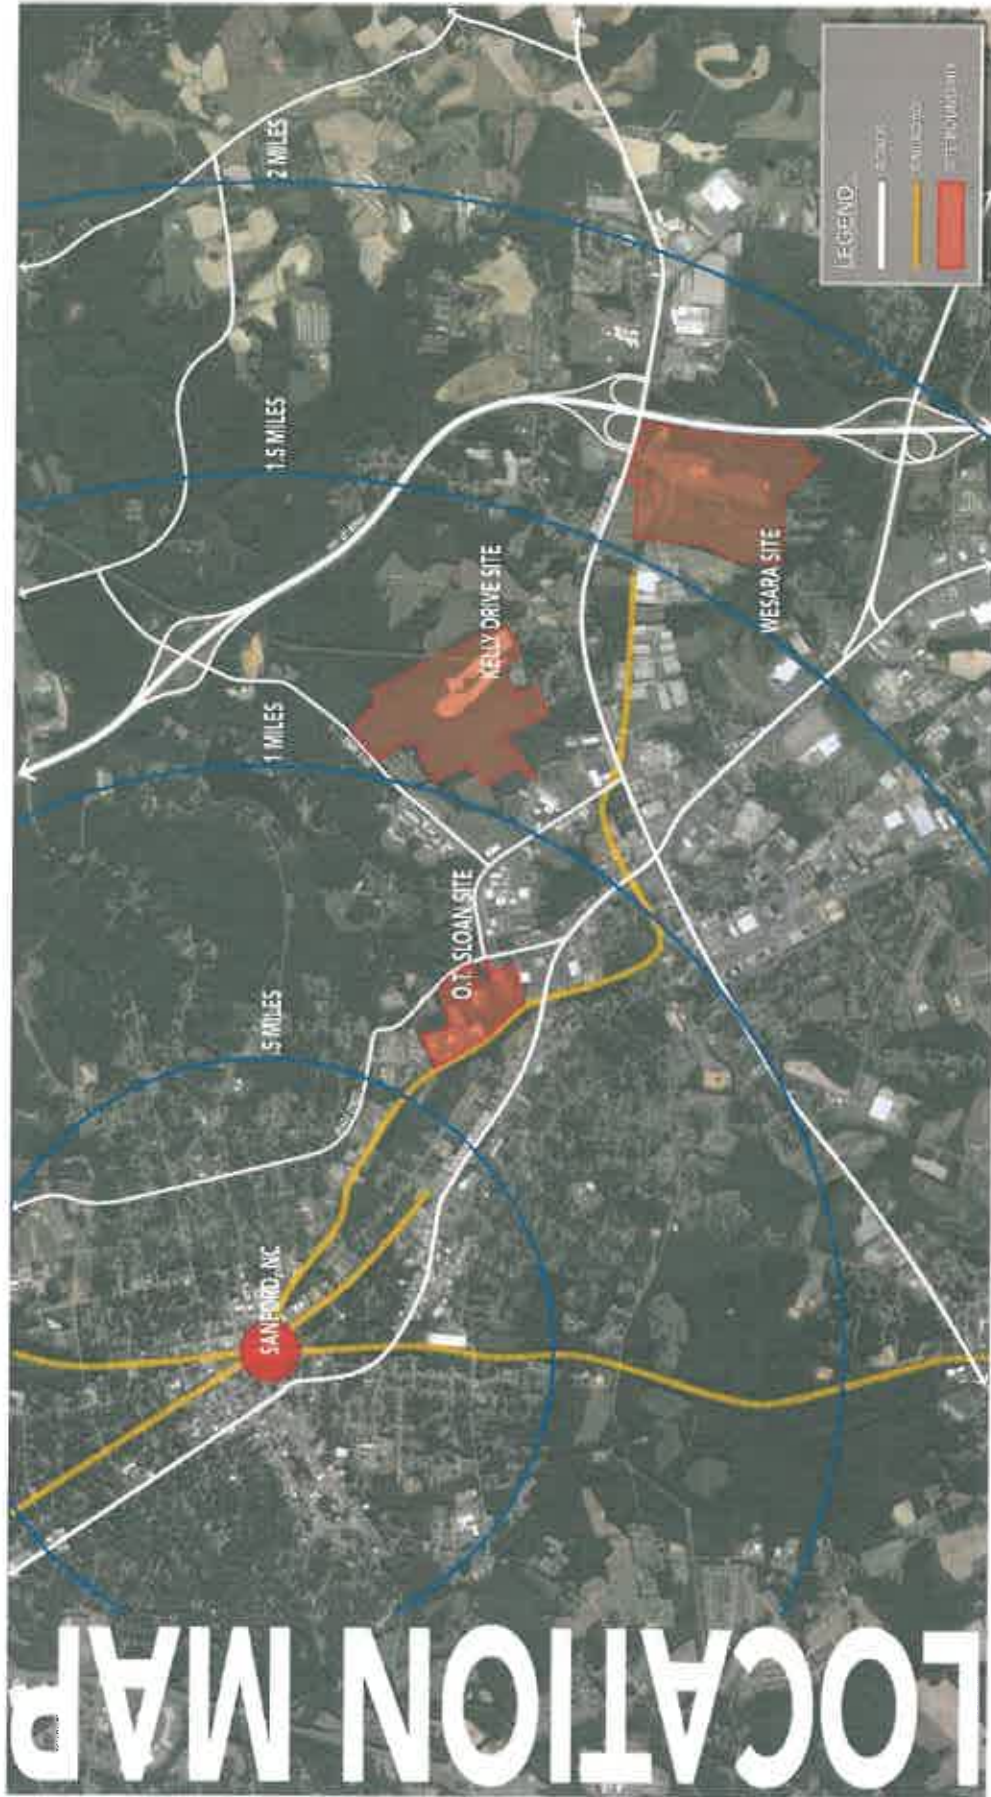 LOCATION MAP
SANFORD, NC
.5 MILES
1 MILES
1.5 MILES
2 MILES
O.T. SLOAN SITE
KELLY DRIVE SITE
WESARA SITE
LEGEND